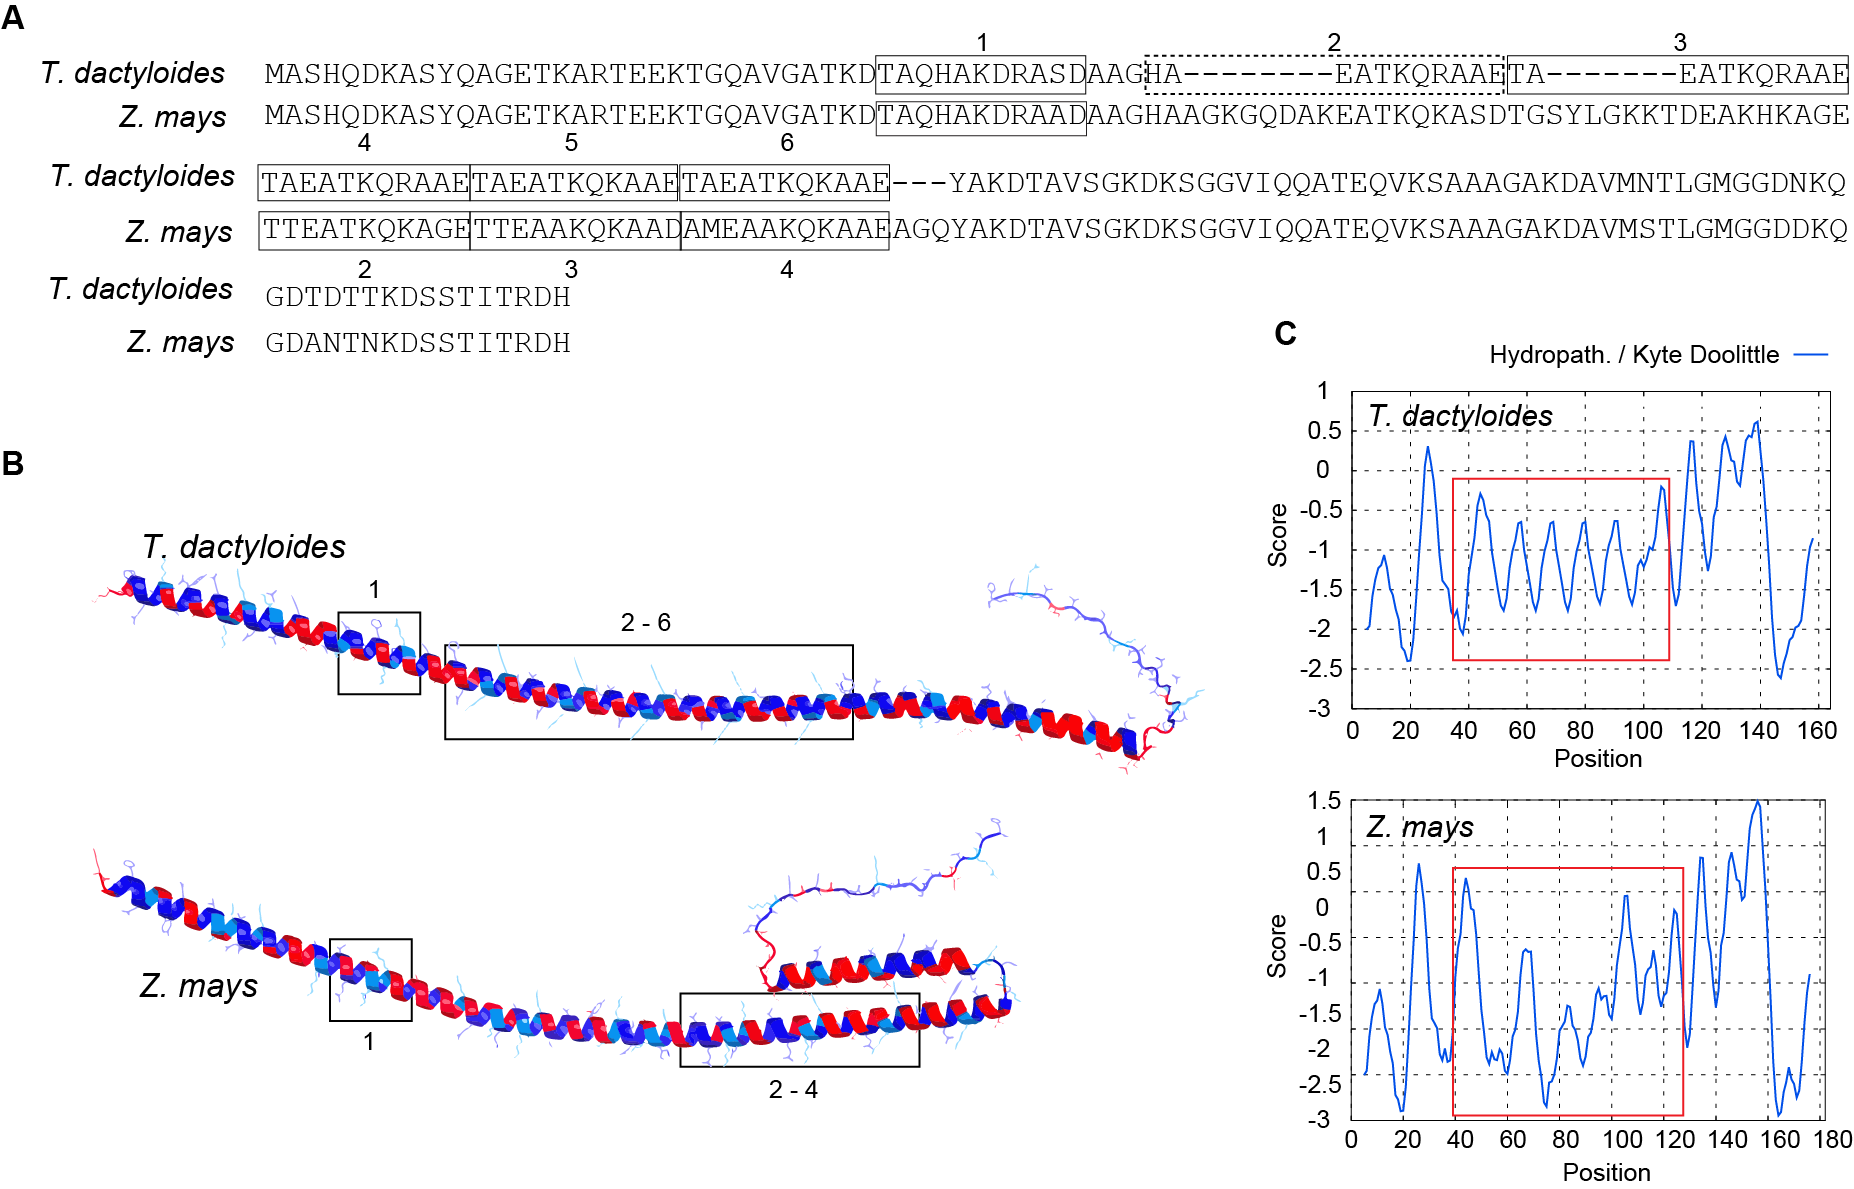 A
1 2 3
T. dactyloides MASHQDKASYQAGETKARTEEKTGQAVGATKDTAQHAKDRASDAAGHA--------EATKQRAAETA-------EATKQRAAE
Z. mays MASHQDKASYQAGETKARTEEKTGQAVGATKDTAQHAKDRAADAAGHAAGKGQDAKEATKQKASDTGSYLGKKTDEAKHKAGE
4 5 6
T. dactyloides TAEATKQRAAETAEATKQKAAETAEATKQKAAE---YAKDTAVSGKDKSGGVIQQATEQVKSAAAGAKDAVMNTLGMGGDNKQ
Z. mays TTEATKQKAGETTEAAKQKAADAMEAAKQKAAEAGQYAKDTAVSGKDKSGGVIQQATEQVKSAAAGAKDAVMSTLGMGGDDKQ
2 3 4
T. dactyloides GDTDTTKDSSTITRDH
Z. mays GDANTNKDSSTITRDH
B
T. dactyloides
1
2 - 6
Z. mays
1
2 - 4
C
Hydropath. / Kyte Doolittle
T. dactyloides
1
0.5
0
-0.5
-1
-1.5
-2
-2.5
-3
Score
0 20 40 60 80 100 120 140 160
Position
Z. mays
1.5
1
0.5
0
-0.5
-1
-1.5
-2
-2.5
-3
Score
0 20 40 60 80 100 120 140 160 180
Position